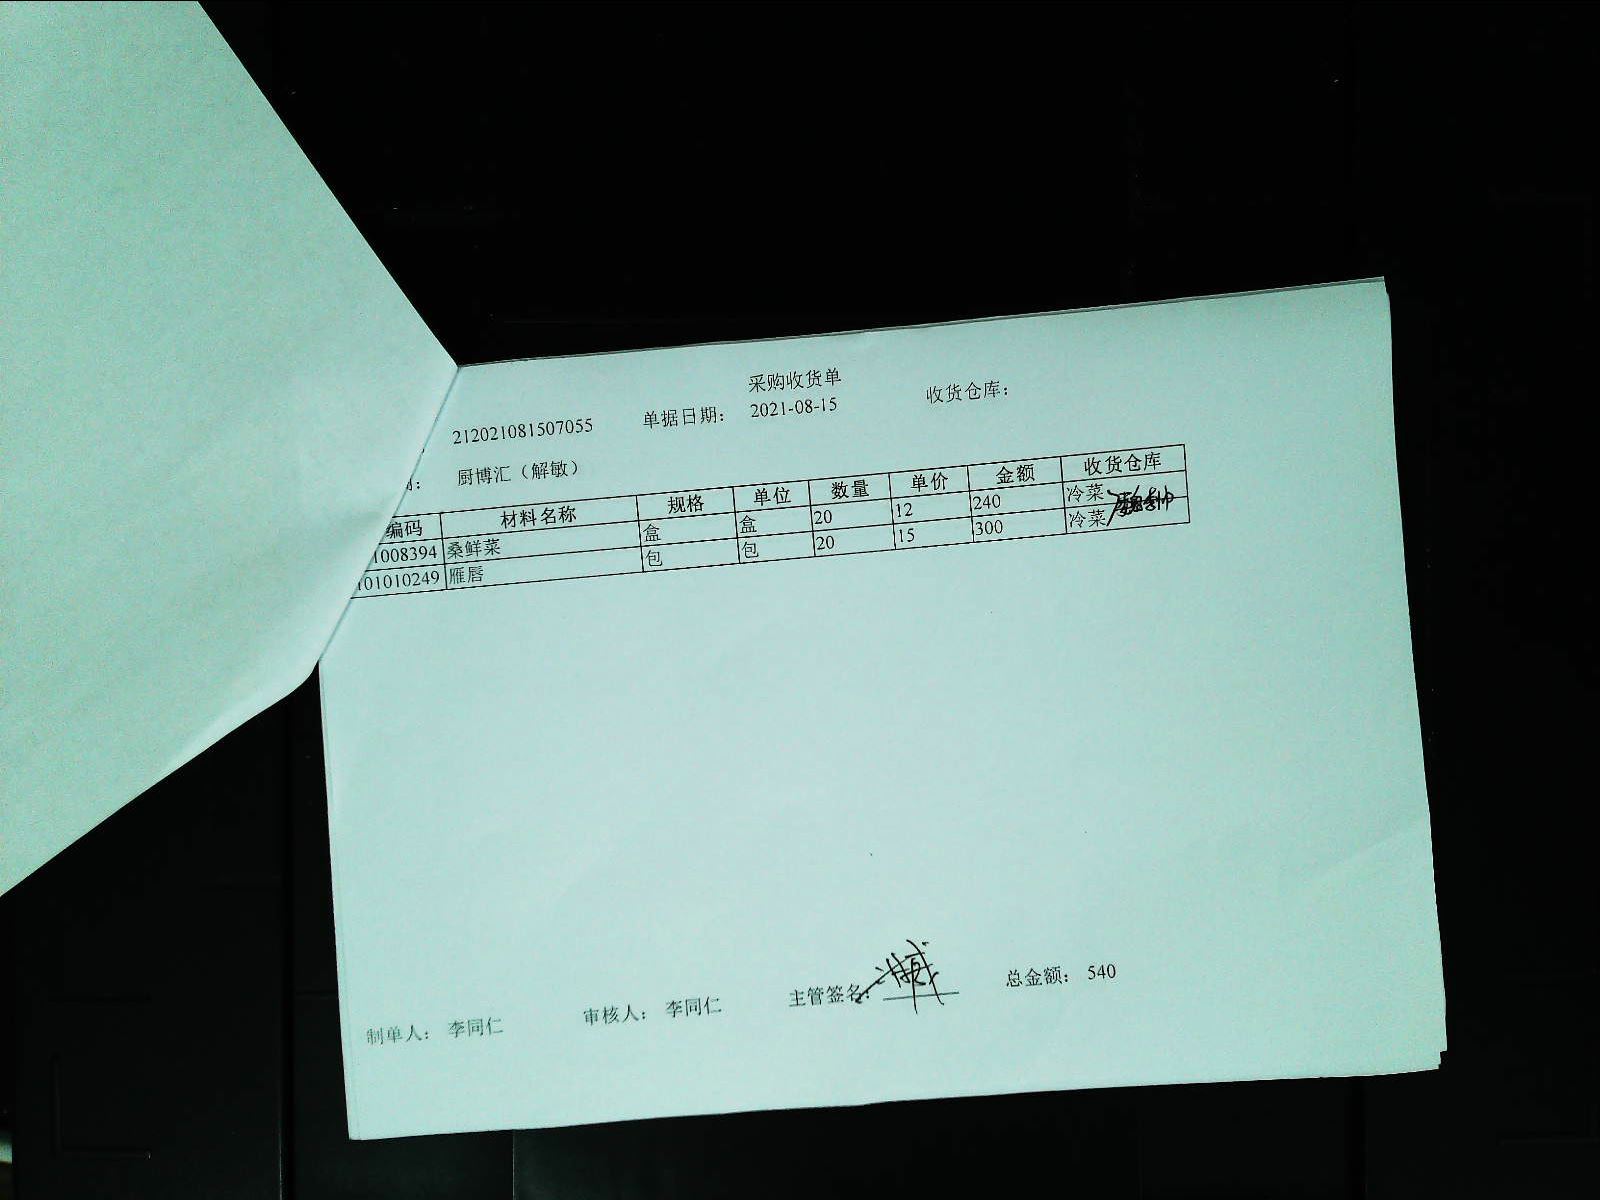 采购收货单
212021081507055 单据日期： 2021-08-15 收货仓库：
厨博汇（解敏）
编码 材料名称 规格 单位 数量 单价 金额 收货仓库
1008394 桑鲜菜 盒 盒 20 12 240 冷菜
101010249 雁唇 包 包 20 15 300 冷菜
制单人： 李同仁 审核人： 李同仁 主管签名： 总金额： 540